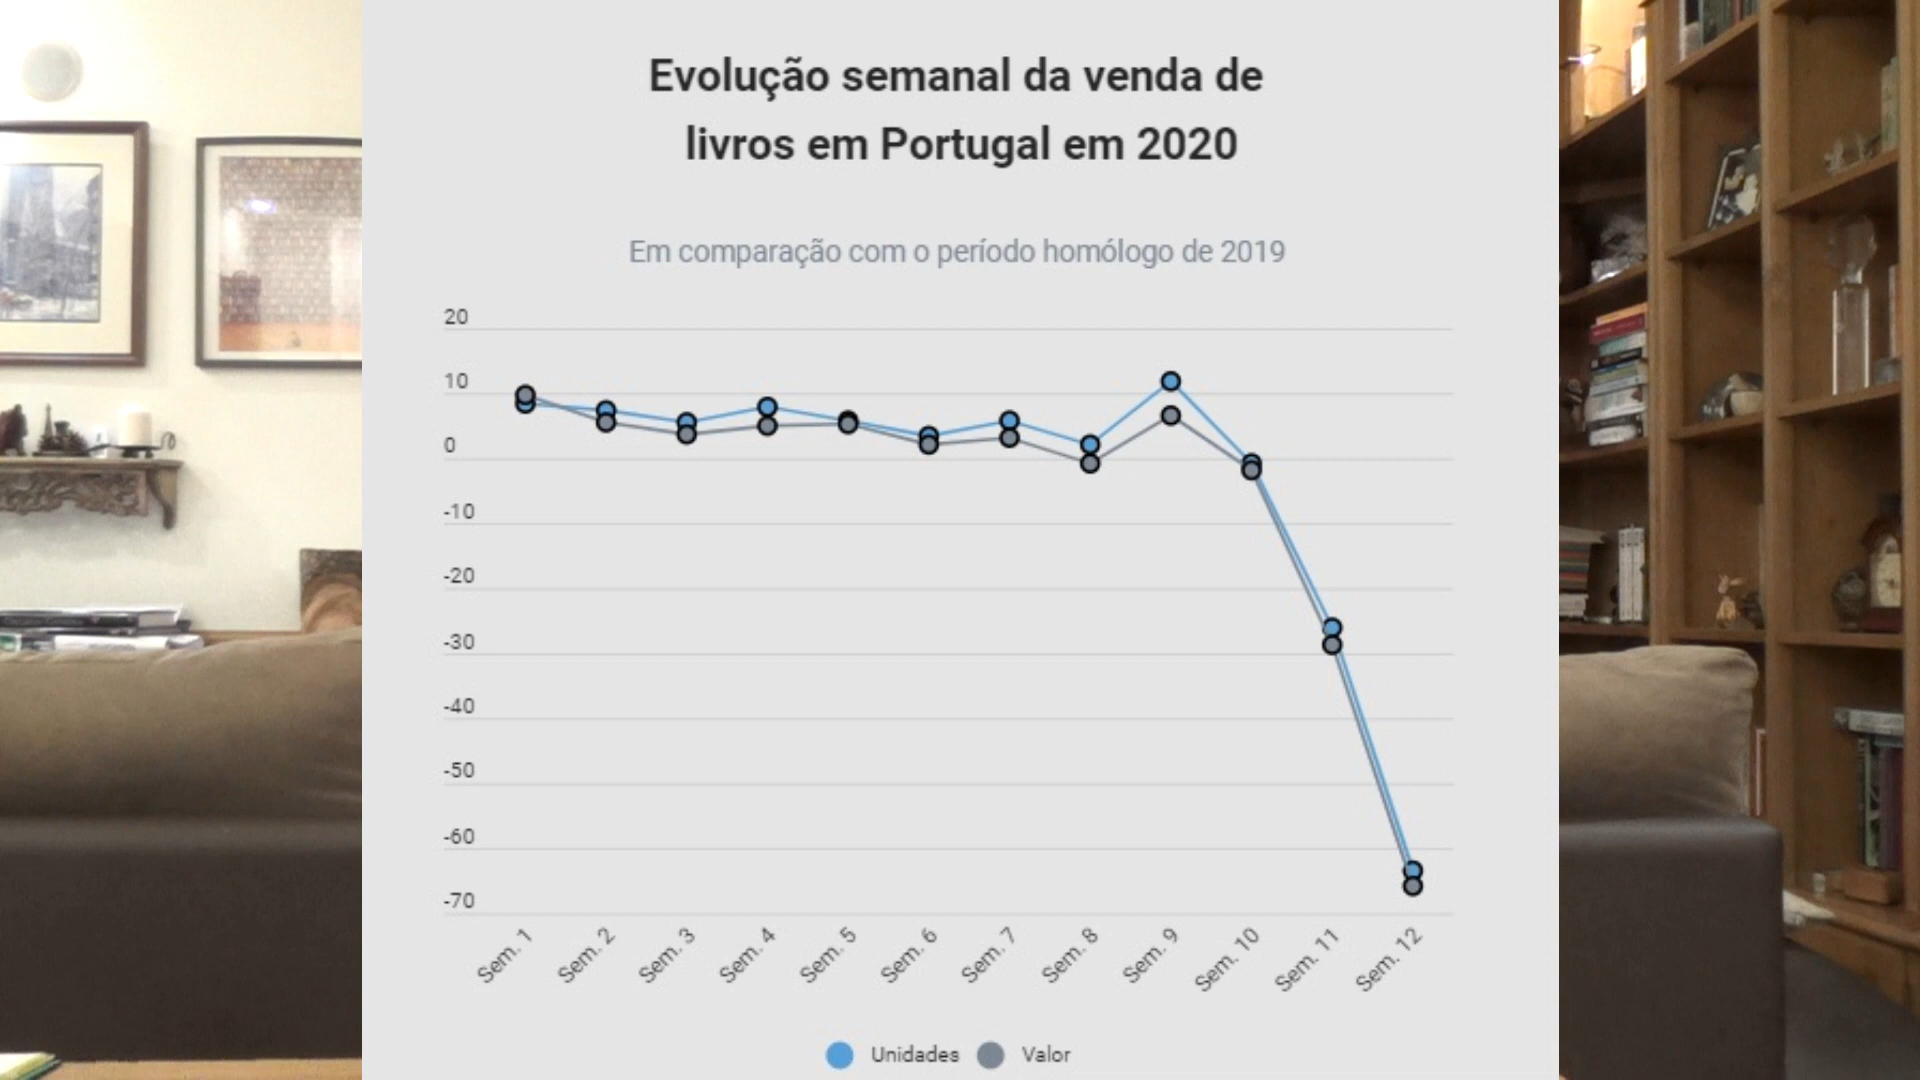 Evolução semanal da venda de
livros em Portugal em 2020
Em comparação com o período homólogo de 2019
20
10
0
-10
-20
-30
-40
-50
-60
-70
Sem. 1
Sem. 2
Sem. 3
Sem. 4
Sem. 5
Sem. 6
Sem. 7
Sem. 8
Sem. 9
Sem. 10
Sem. 11
Sem. 12
Unidades
Valor